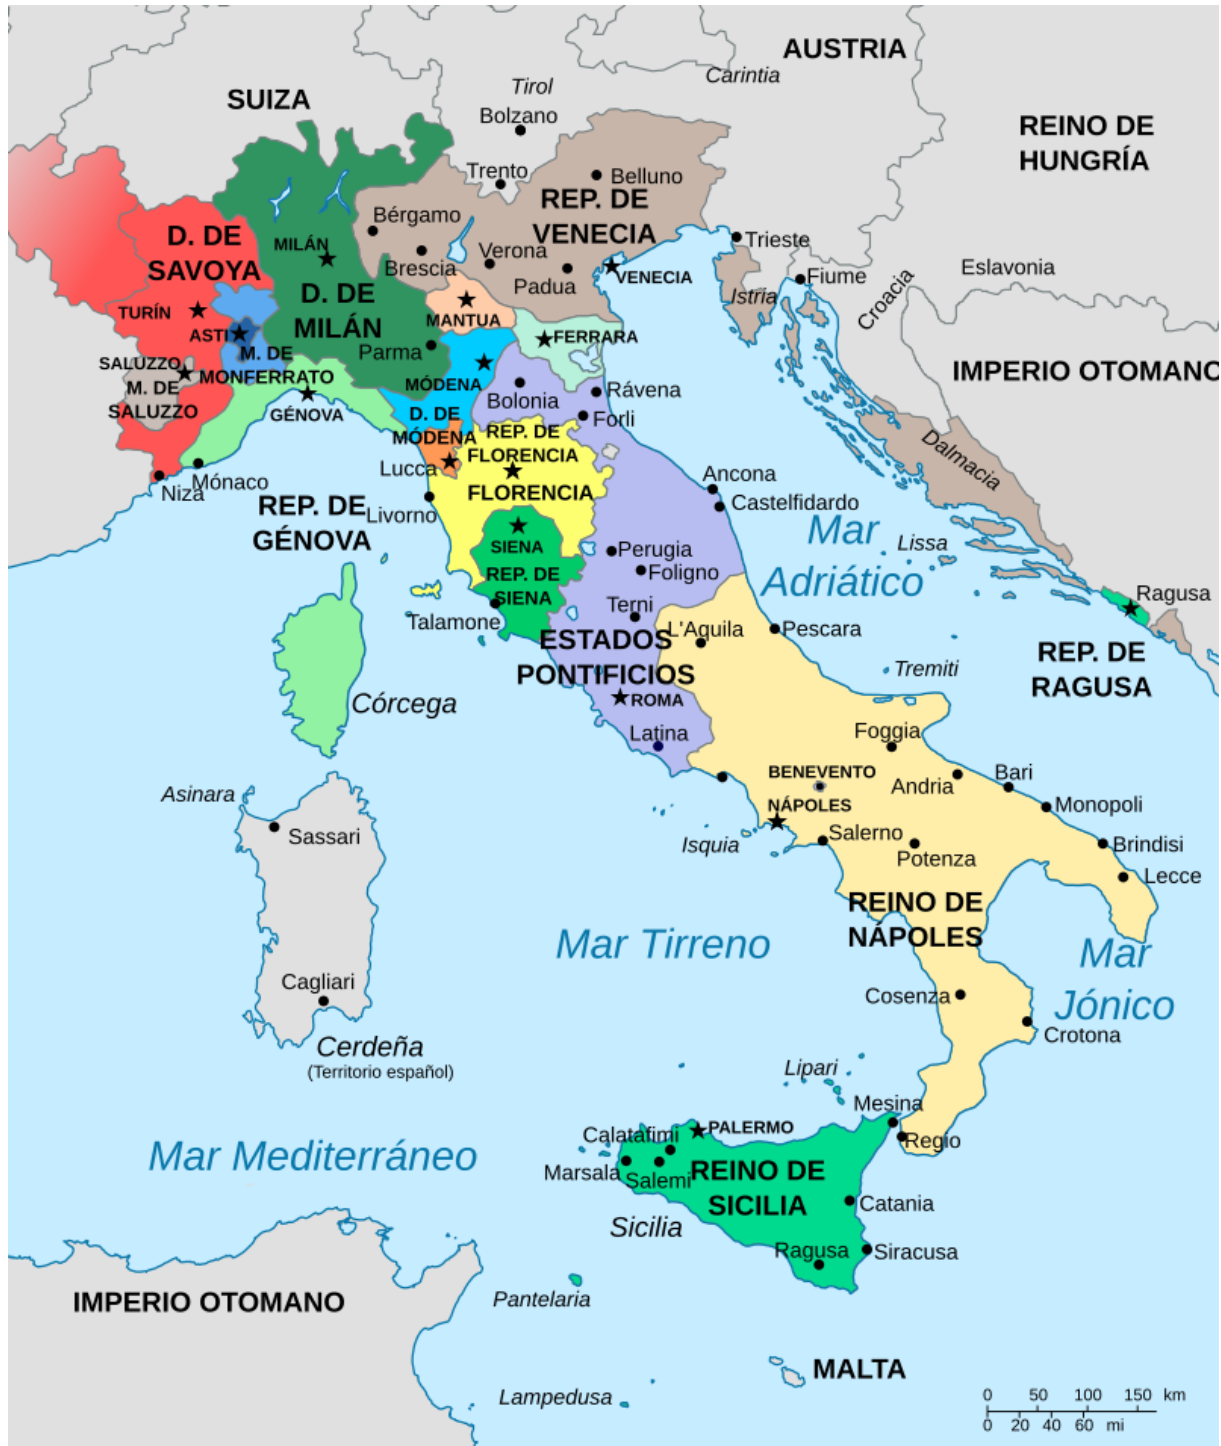 AUSTRIA
Carintia
Tirol
SUIZA
Bolzano
REINO DE
HUNGRÍA
Trento
Belluno
REP. DE
VENECIA
Bérgamo
D. DE
SAVOYA
MILÁN
Verona
Trieste
Brescia
VENECIA
Eslavonia
Fiume
Croacia
Padua
Istria
D. DE
MILÁN
TURÍN
MANTUA
ASTI
FERRARA
M. DE
MONFERRATO
Parma
SALUZZO
M. DE
SALUZZO
IMPERIO OTOMANO
MÓDENA
Bolonia
Rávena
GÉNOVA
D. DE
MÓDENA
Forli
REP. DE
FLORENCIA
Dalmacia
Lucca
Ancona
Mónaco
Niza
FLORENCIA
Castelfidardo
REP. DE
GÉNOVA
Livorno
Mar
Adriático
SIENA
Lissa
Perugia
Foligno
REP. DE
SIENA
Ragusa
Terni
Talamone
L'Aquila
Pescara
ESTADOS
PONTIFICIOS
REP. DE
RAGUSA
Tremiti
Córcega
ROMA
Latina
Foggia
BENEVENTO
Andria
Bari
Asinara
NÁPOLES
Monopoli
Sassari
Isquia
Salerno
Potenza
Brindisi
Lecce
REINO DE
NÁPOLES
Mar Tirreno
Mar
Jónico
Cagliari
Cosenza
Crotona
Cerdeña
(Territorio español)
Lipari
Mesina
PALERMO
Calatafimi
Regio
Mar Mediterráneo
Marsala
Salemi
REINO DE
SICILIA
Catania
Sicilia
Ragusa
Siracusa
IMPERIO OTOMANO
Pantelaria
MALTA
Lampedusa
0 50 100 150 km
0 20 40 60 mi